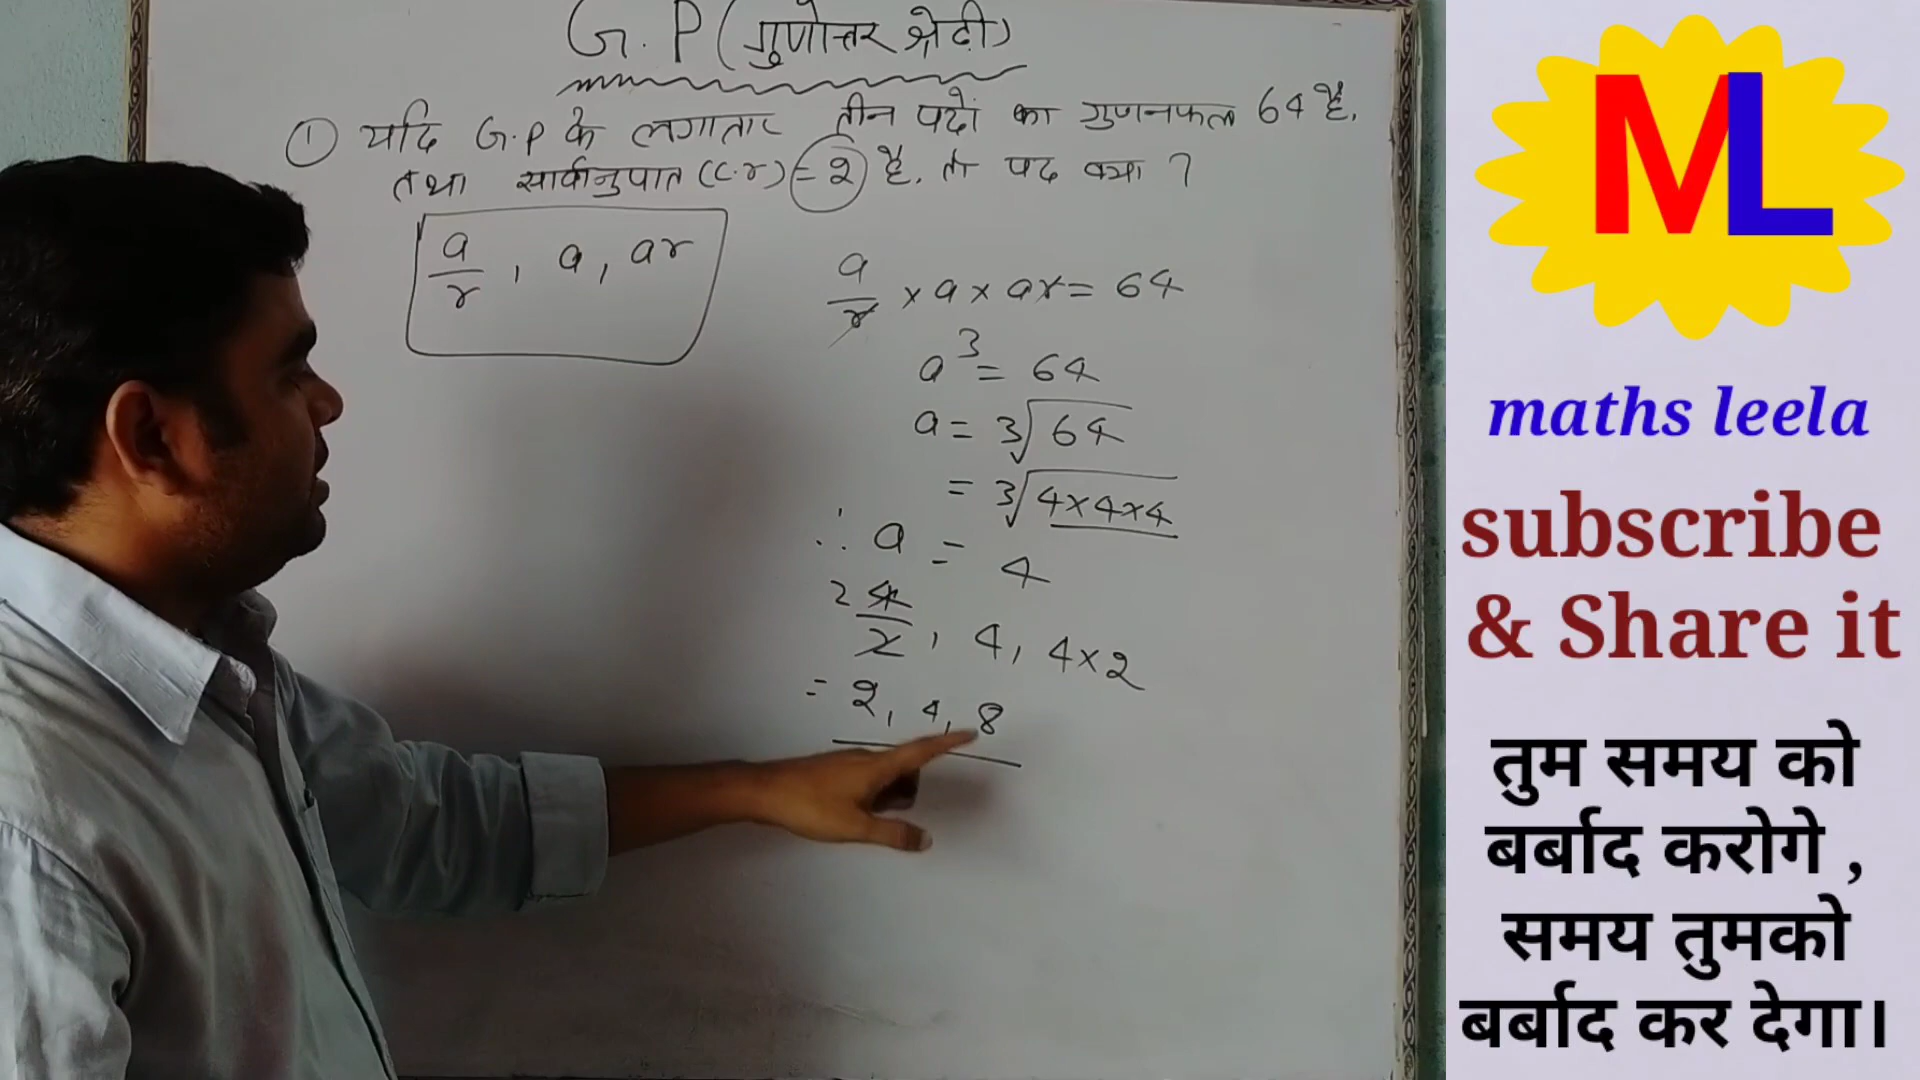 G.P (गुणोत्तर श्रेढी)
① यदि G.P के लगातार तीन पदों का गुणनफल 64 है,
तथा सार्वानुपात (c.r) = 2 है, तो पद क्या ?
a/r, a, ar
a/r × a × ar = 64
a³ = 64
a = ∛64
= ∛4×4×4
∴ a = 4
2 4/2, 4, 4×2
= 2, 4, 8
ML
maths leela
subscribe
& Share it
तुम समय को
बर्बाद करोगे ,
समय तुमको
बर्बाद कर देगा।